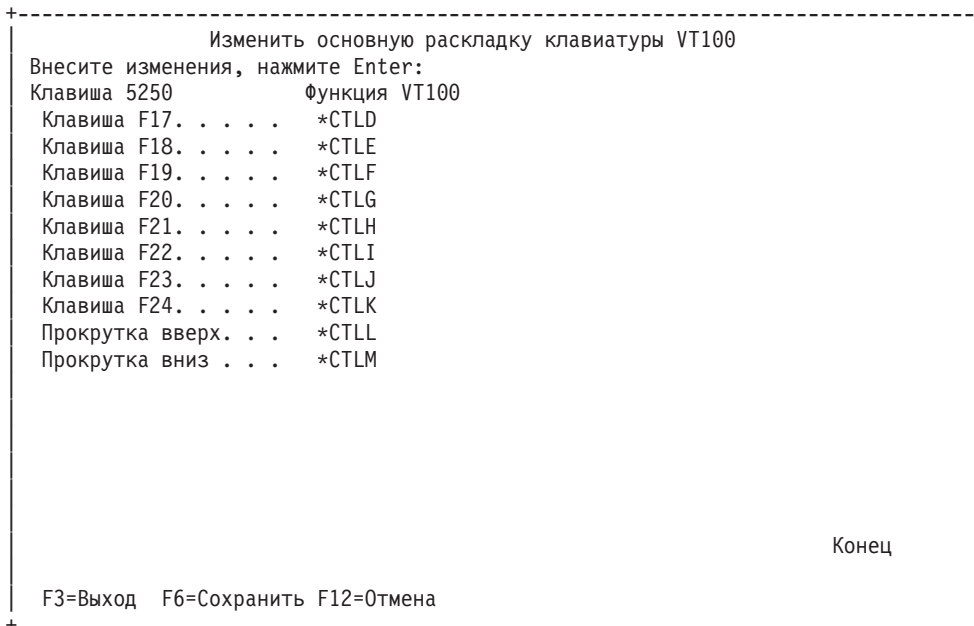 +--------------------------------------------------------------------------------
Изменить основную раскладку клавиатуры VT100
Внесите изменения, нажмите Enter:
Клавиша 5250 Функция VT100
Клавиша F17. . . . . *CTLD
Клавиша F18. . . . . *CTLE
Клавиша F19. . . . . *CTLF
Клавиша F20. . . . . *CTLG
Клавиша F21. . . . . *CTLH
Клавиша F22. . . . . *CTLI
Клавиша F23. . . . . *CTLJ
Клавиша F24. . . . . *CTLK
Прокрутка вверх. . . *CTLL
Прокрутка вниз . . . *CTLM
Конец
F3=Выход F6=Сохранить F12=Отмена
+